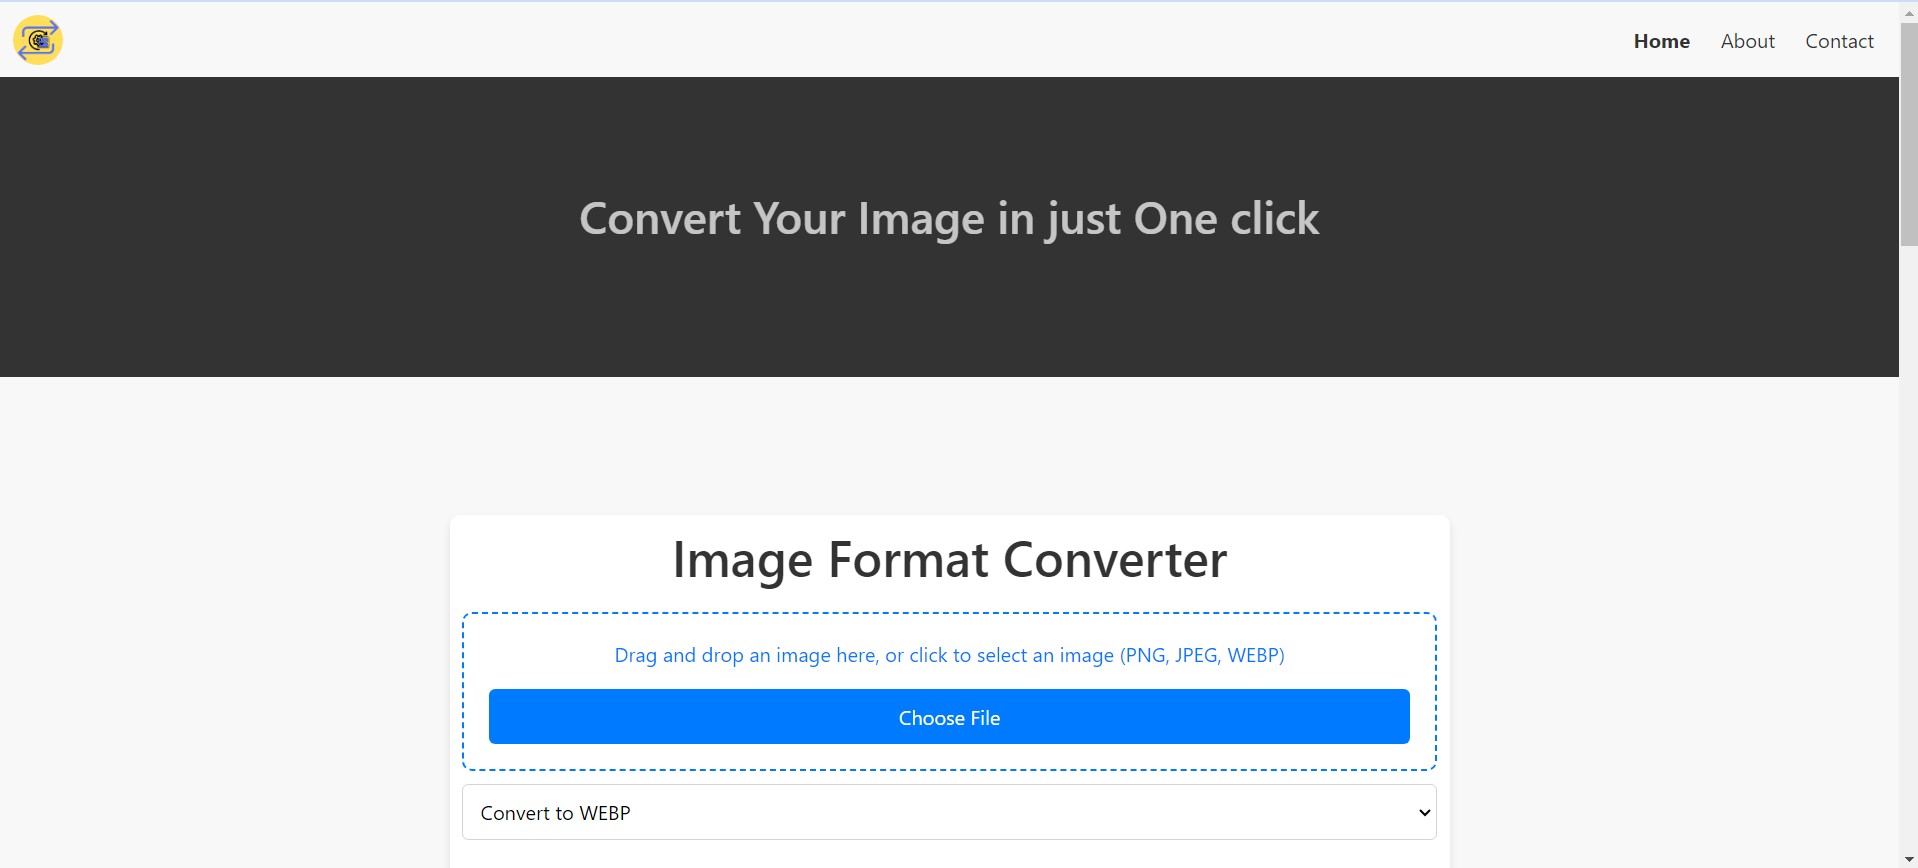 Home About Contact
Convert Your Image in just One click
Image Format Converter
Drag and drop an image here, or click to select an image (PNG, JPEG, WEBP)
Choose File
Convert to WEBP